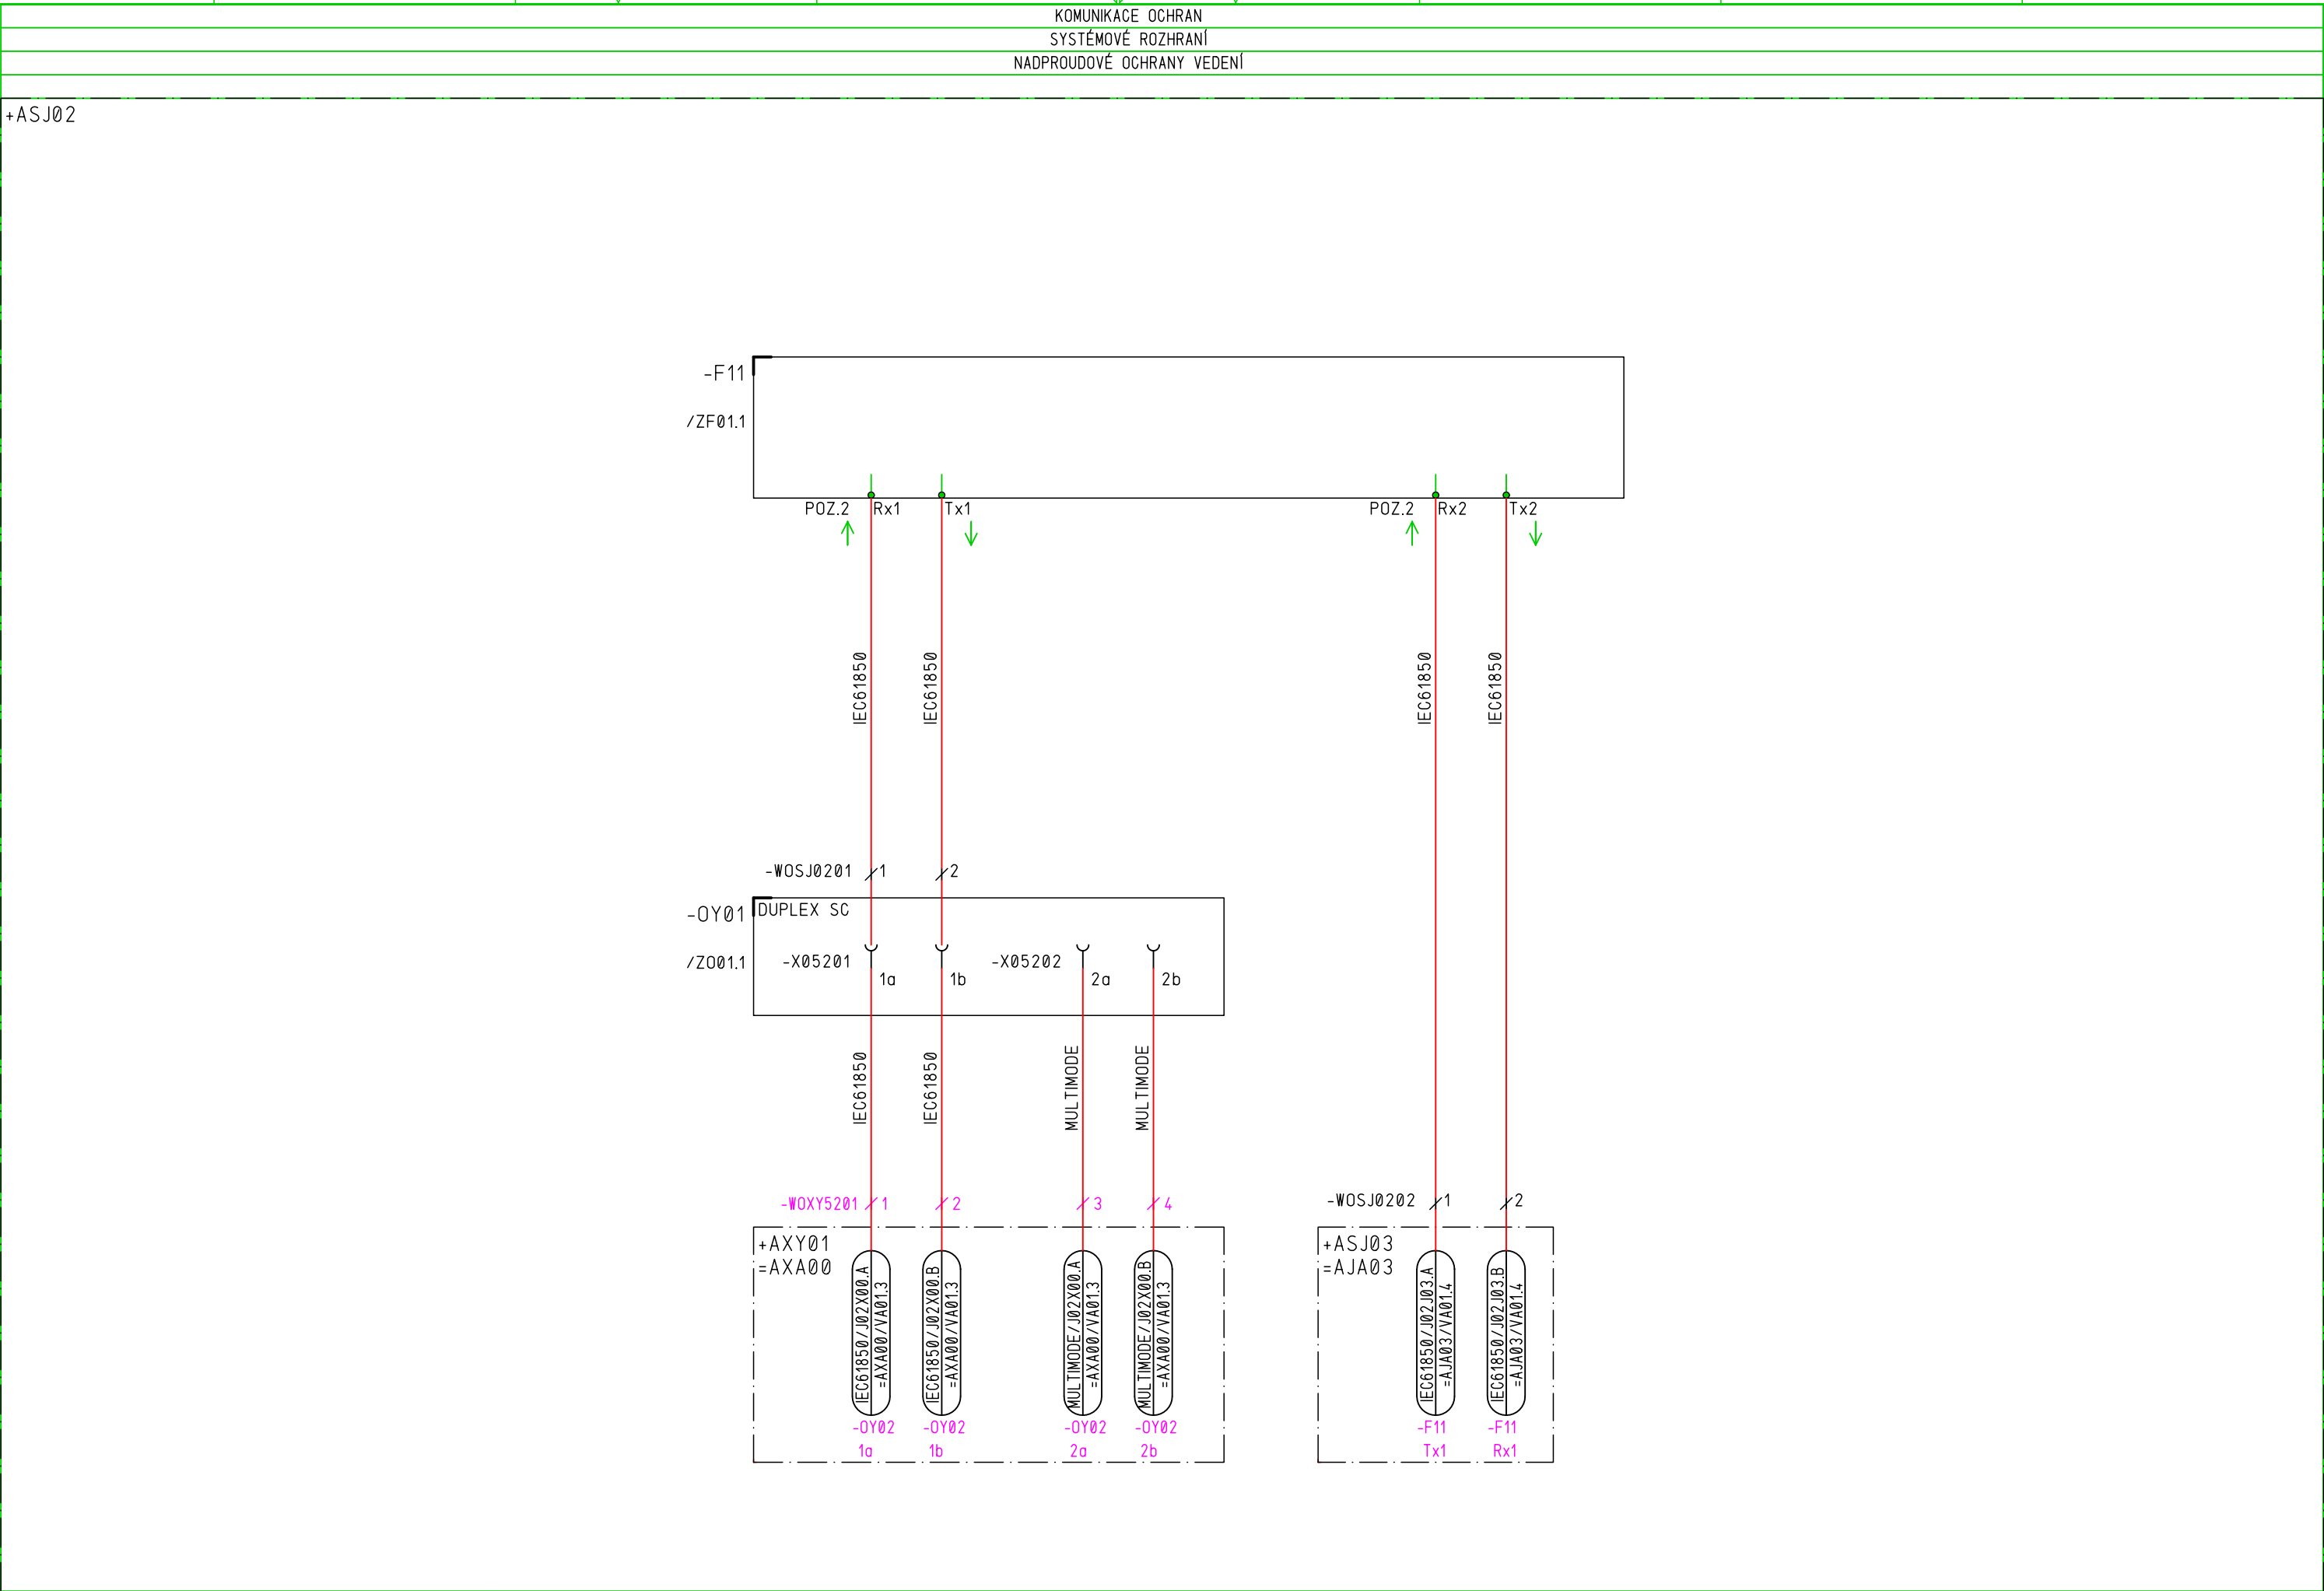 KOMUNIKACE OCHRAN
SYSTÉMOVÉ ROZHRANÍ
NADPROUDOVÉ OCHRANY VEDENÍ
+ASJ02
-F11
/ZF01.1
POZ.2 Rx1 Tx1 POZ.2 Rx2 Tx2
IEC61850 IEC61850 IEC61850 IEC61850
-WOSJ0201 1 2
-OY01 DUPLEX SC
/ZO01.1 -X05201 1a 1b -X05202 2a 2b
IEC61850 IEC61850 MULTIMODE MULTIMODE
-WOXY5201 1 2 3 4
-WOSJ0202 1 2
+AXY01
=AXA00
IEC61850/J02X00.A
=AXA00/VA01.3
IEC61850/J02X00.B
=AXA00/VA01.3
MULTIMODE/J02X00.A
=AXA00/VA01.3
MULTIMODE/J02X00.B
=AXA00/VA01.3
-OY02 -OY02 -OY02 -OY02
1a 1b 2a 2b
+ASJ03
=AJA03
IEC61850/J02J03.A
=AJA03/VA01.4
IEC61850/J02J03.B
=AJA03/VA01.4
-F11 -F11
Tx1 Rx1